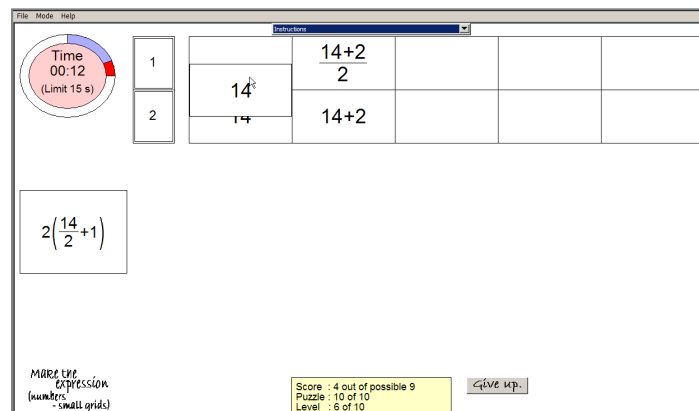 File Mode Help
Instructions
Time
00:12
(Limit 15 s)
1
2
14
14
14+2
2
14+2
2(14/2+1)
Make the
expression
(numbers
- small grids)
Score : 4 out of possible 9
Puzzle : 10 of 10
Level : 6 of 10
Give up.